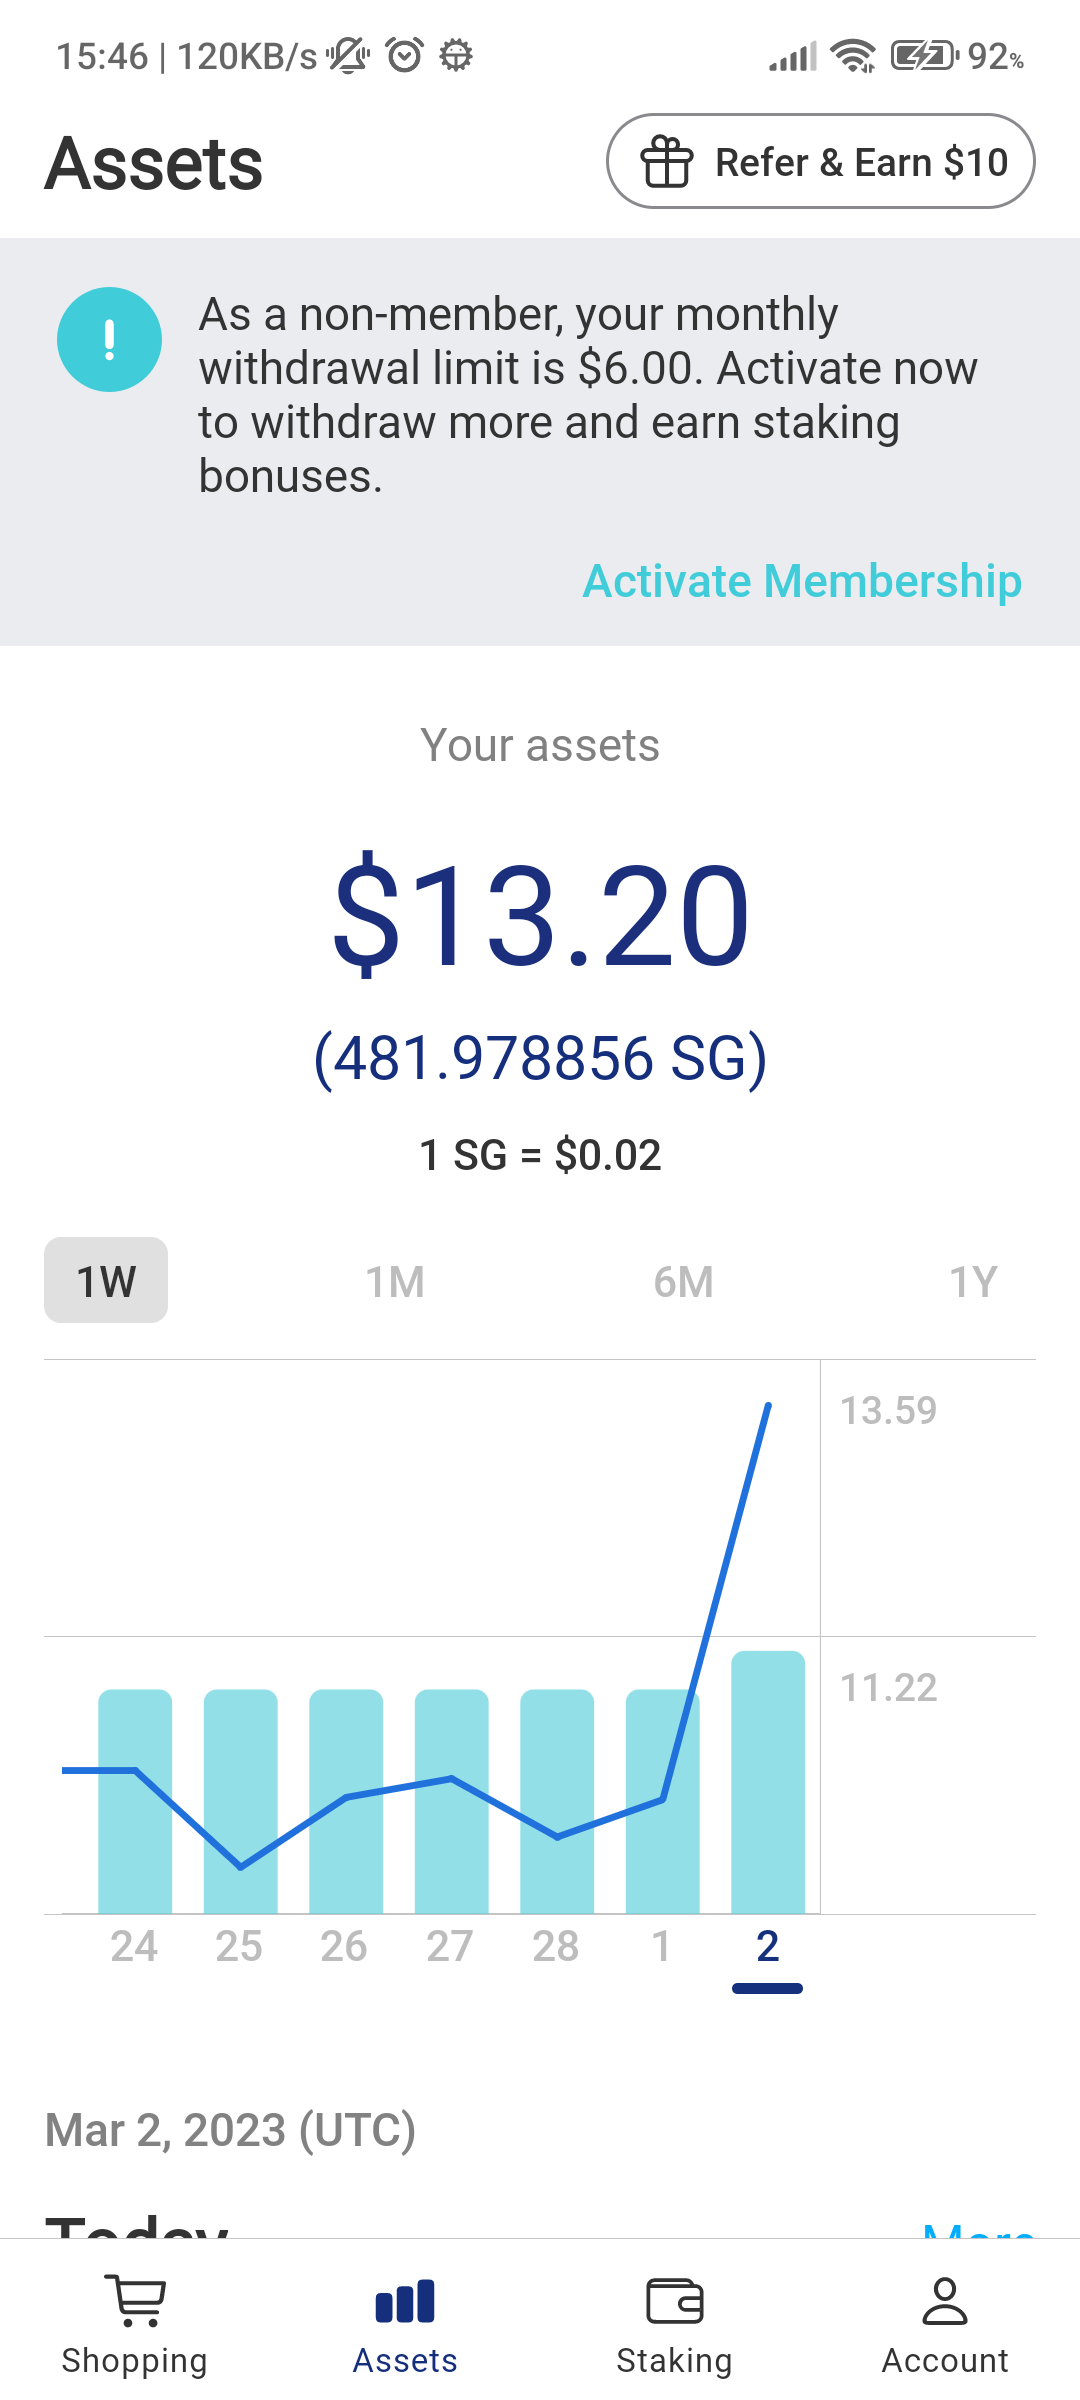 15:46 | 120KB/s
92%
Assets
Refer & Earn $10
As a non-member, your monthly
withdrawal limit is $6.00. Activate now
to withdraw more and earn staking
bonuses.
Activate Membership
Your assets
$13.20
(481.978856 SG)
1 SG = $0.02
1W 1M 6M 1Y
13.59
11.22
24 25 26 27 28 1 2
Mar 2, 2023 (UTC)
Today More
Shopping Assets Staking Account